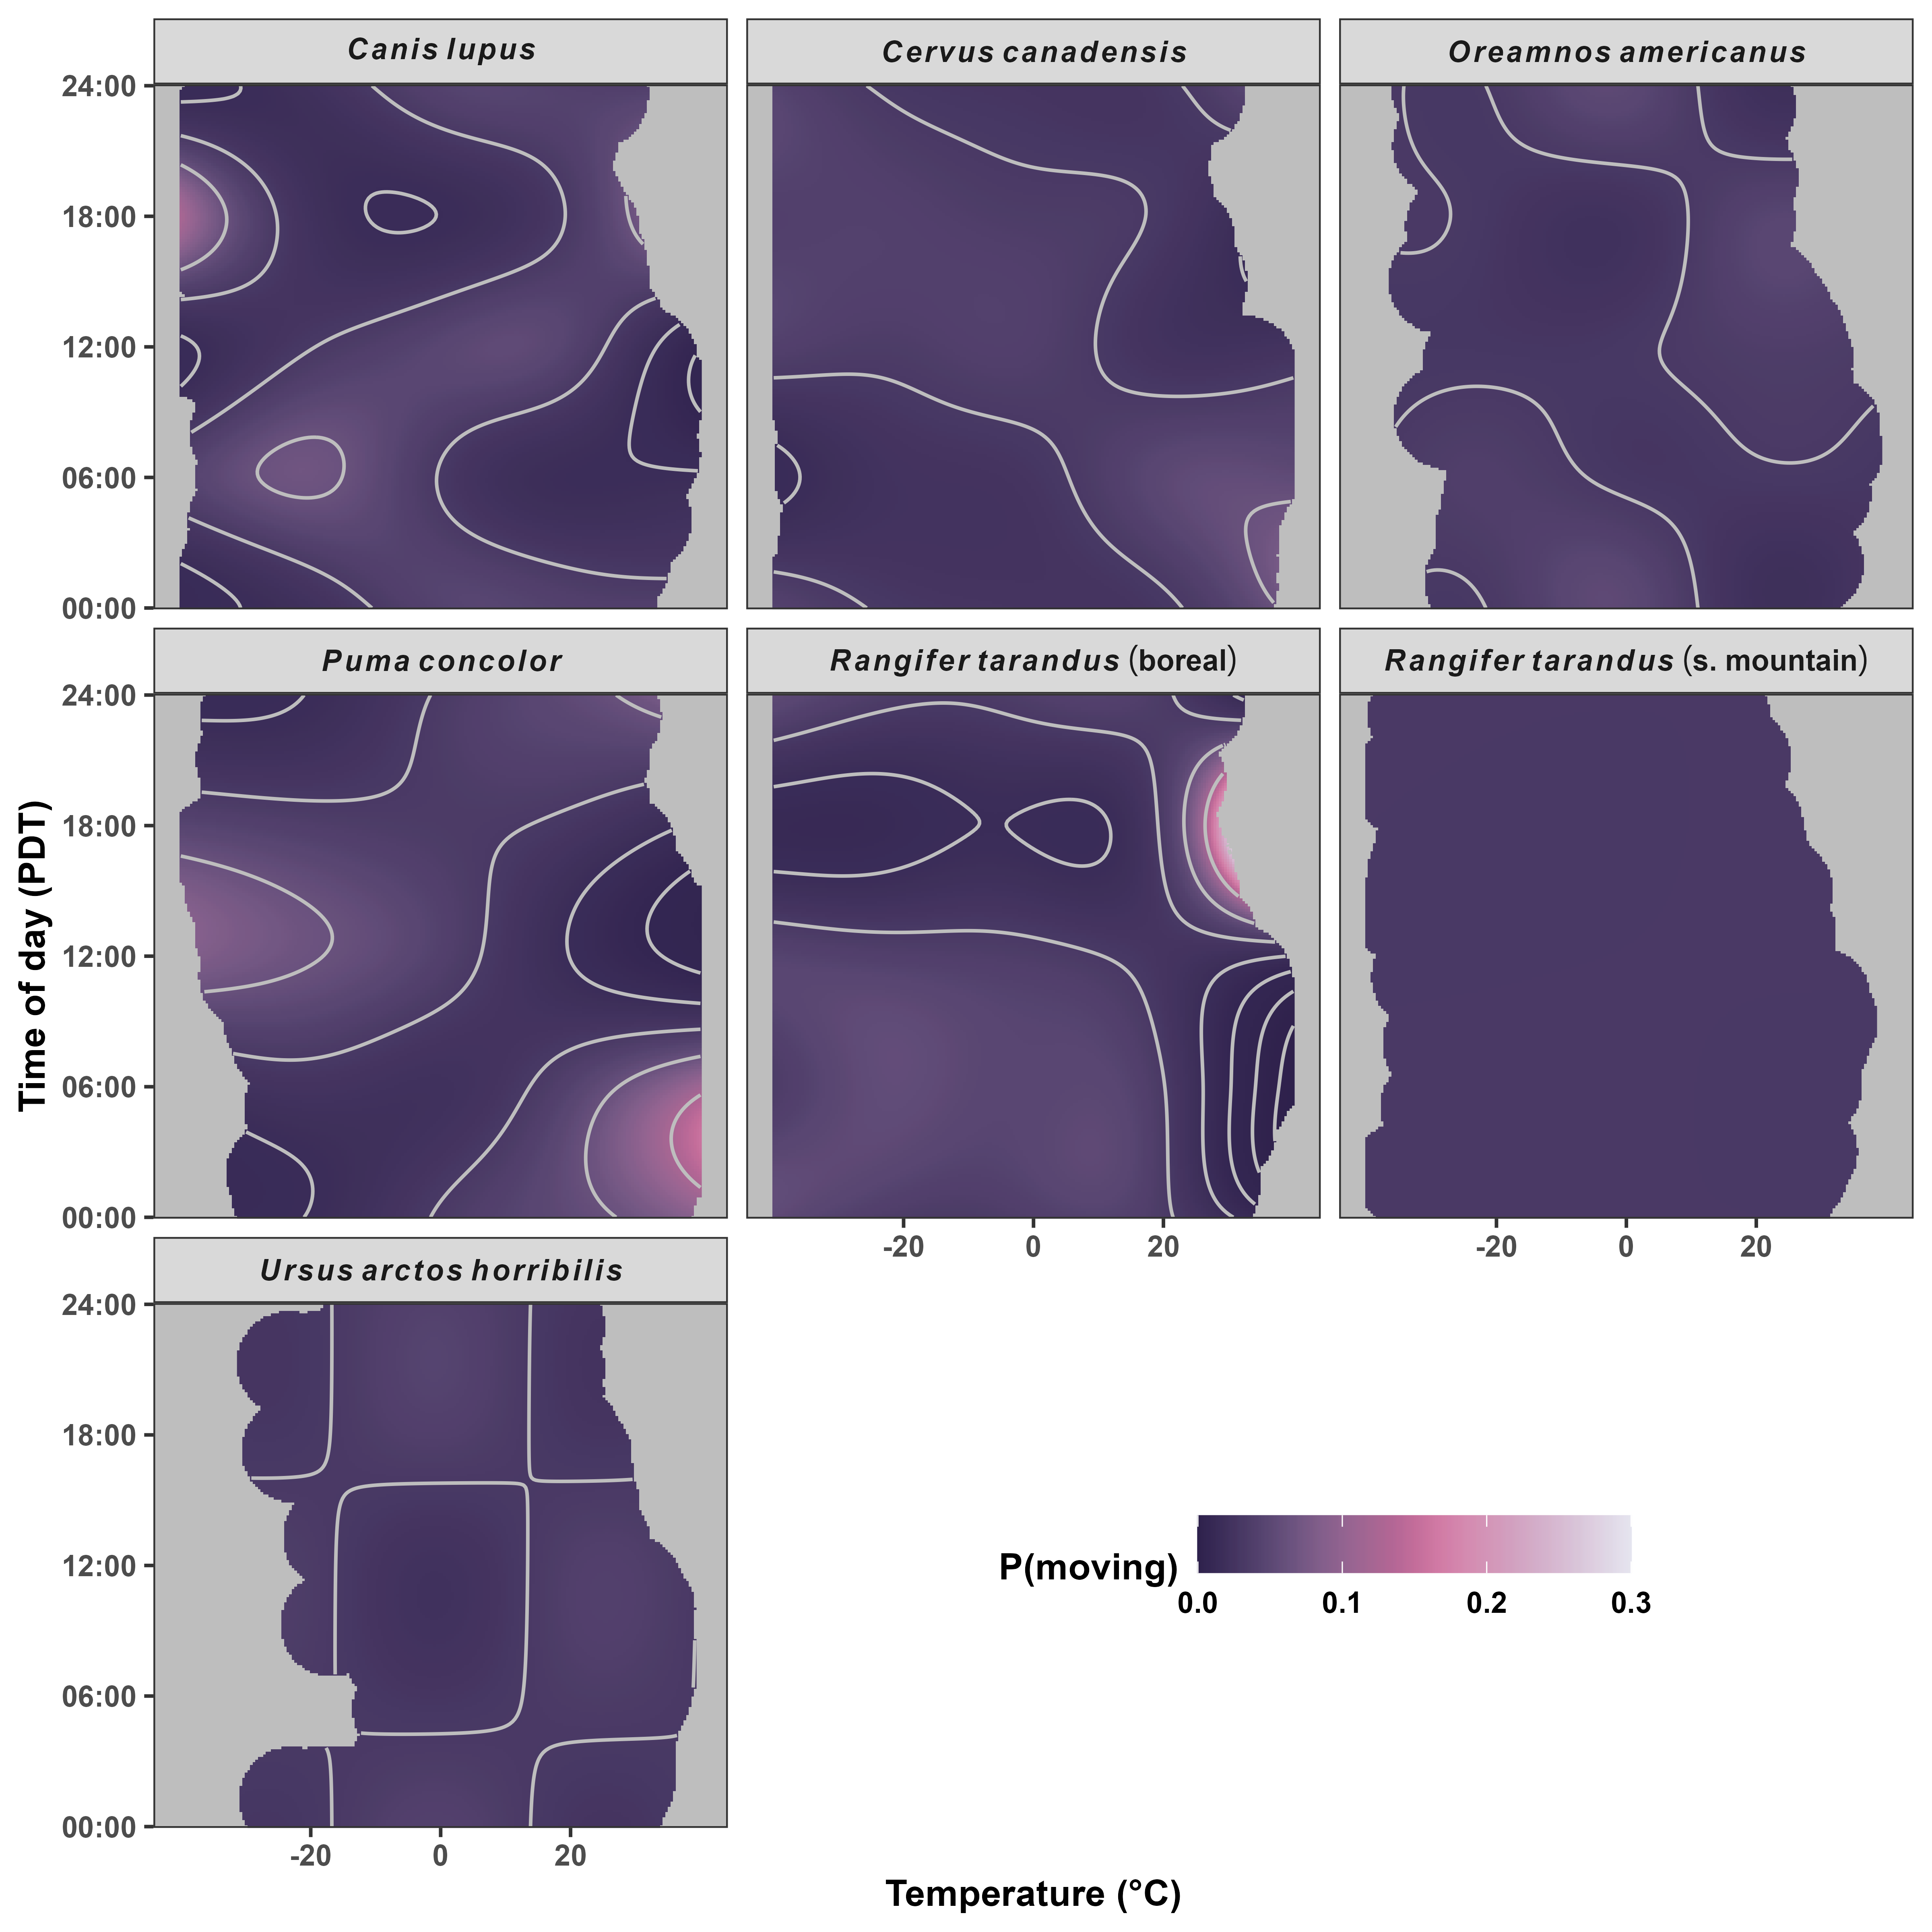 Canis lupus
Cervus canadensis
Oreamnos americanus
24:00
18:00
12:00
06:00
00:00
Puma concolor
Rangifer tarandus (boreal)
Rangifer tarandus (s. mountain)
24:00
18:00
12:00
06:00
00:00
-20 0 20
-20 0 20
Ursus arctos horribilis
24:00
18:00
12:00
06:00
00:00
-20 0 20
Time of day (PDT)
Temperature (°C)
P(moving)
0.0 0.1 0.2 0.3